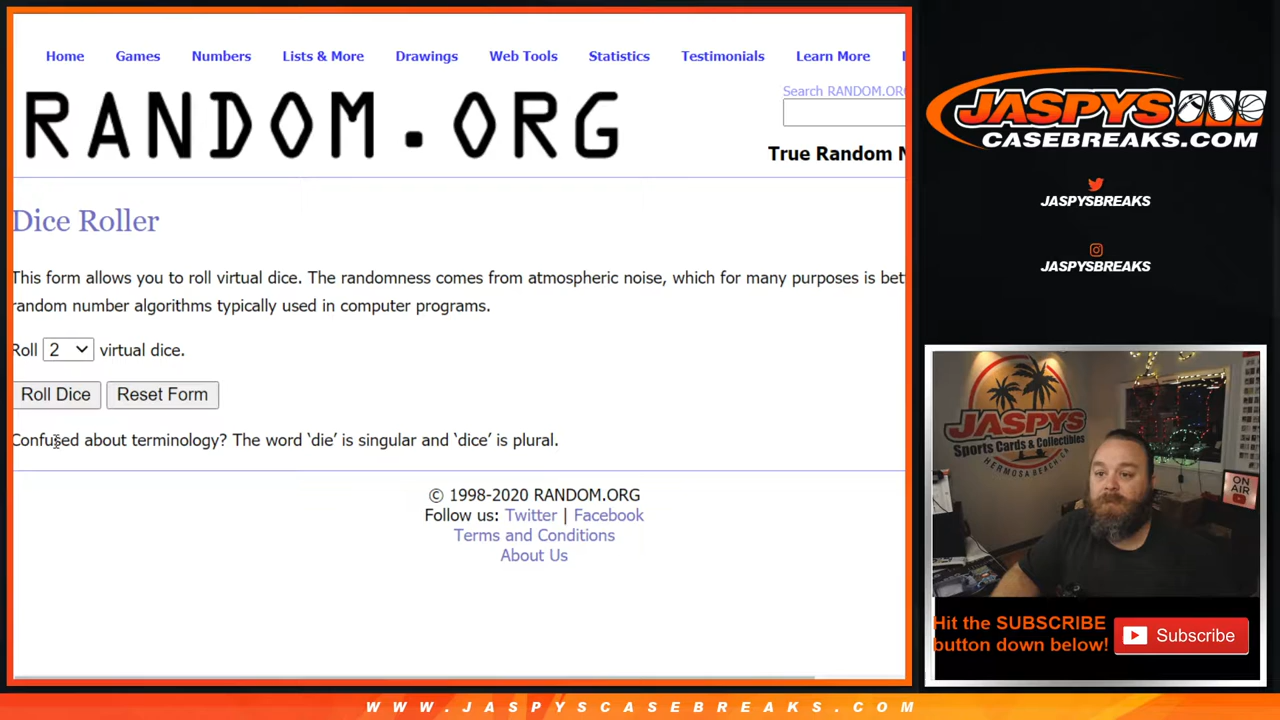 Home Games Numbers Lists & More Drawings Web Tools Statistics Testimonials Learn More
RANDOM.ORG
Search RANDOM.ORG
True Random N
Dice Roller
This form allows you to roll virtual dice. The randomness comes from atmospheric noise, which for many purposes is bet
random number algorithms typically used in computer programs.
Roll 2 virtual dice.
Roll Dice Reset Form
Confused about terminology? The word ‘die’ is singular and ‘dice’ is plural.
© 1998-2020 RANDOM.ORG
Follow us: Twitter | Facebook
Terms and Conditions
About Us
JASPYS
CASEBREAKS.COM
JASPYSBREAKS
JASPYSBREAKS
JASPYS
Sports Cards & Collectibles
HERMOSA BEACH, CA
ON
AIR
Hit the SUBSCRIBE
button down below!
Subscribe
WWW.JASPYSCASEBREAKS.COM